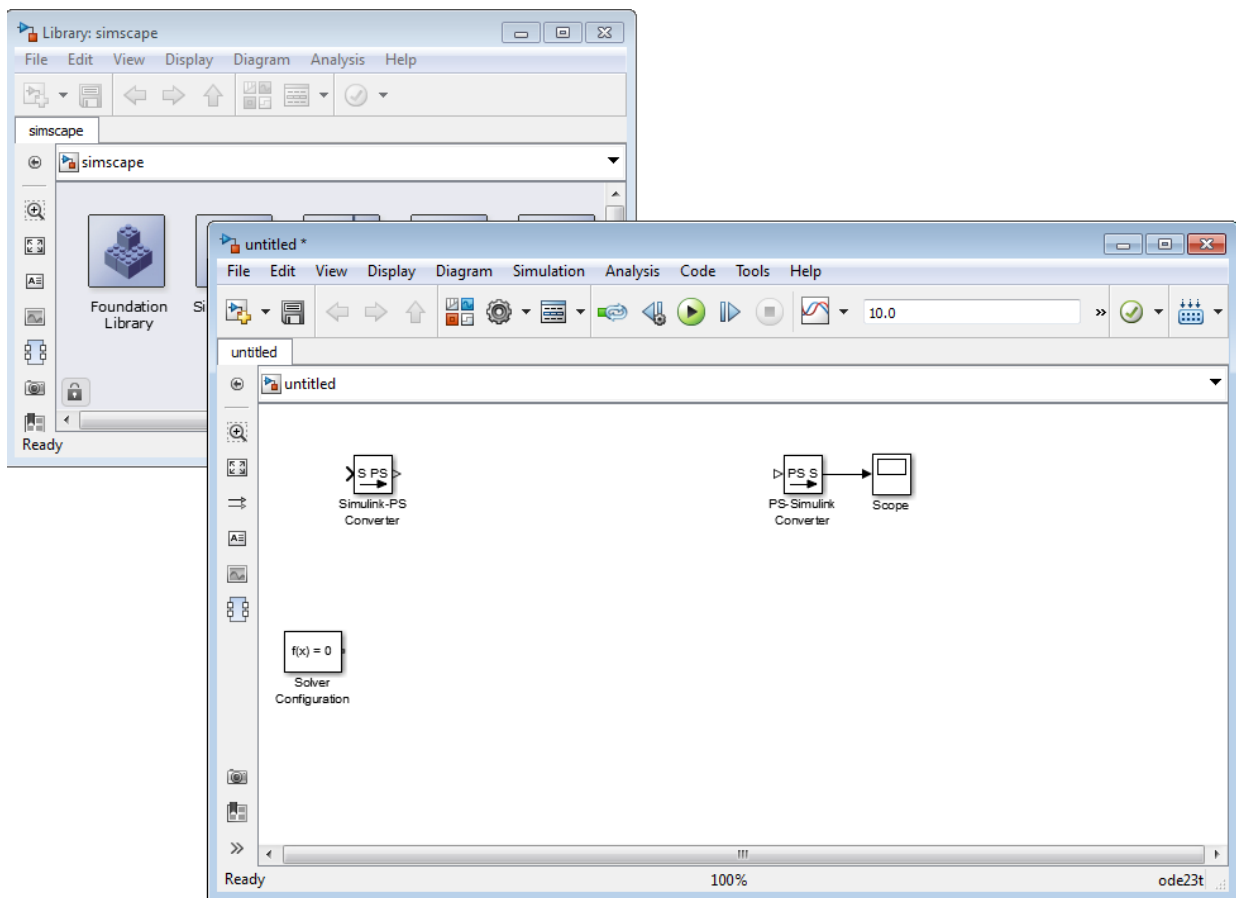 Library: simscape
File Edit View Display Diagram Analysis Help
simscape
simscape
Foundation
Library
Si
Ready
untitled *
File Edit View Display Diagram Simulation Analysis Code Tools Help
10.0
»
untitled
untitled
S PS
Simulink-PS
Converter
PS S
PS-Simulink
Converter
Scope
f(x) = 0
Solver
Configuration
»
Ready 100% ode23t